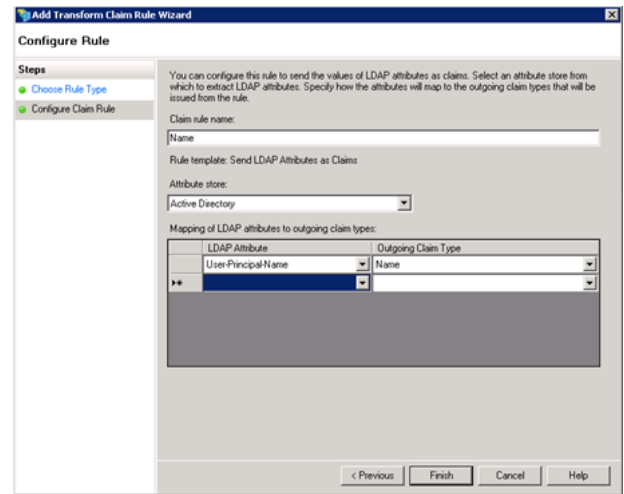 Add Transform Claim Rule Wizard
Configure Rule
Steps
Choose Rule Type
Configure Claim Rule
You can configure this rule to send the values of LDAP attributes as claims. Select an attribute store from
which to extract LDAP attributes. Specify how the attributes will map to the outgoing claim types that will be
issued from the rule.
Claim rule name:
Name
Rule template: Send LDAP Attributes as Claims
Attribute store:
Active Directory
Mapping of LDAP attributes to outgoing claim types:
LDAP Attribute Outgoing Claim Type
User-Principal-Name Name
< Previous Finish Cancel Help